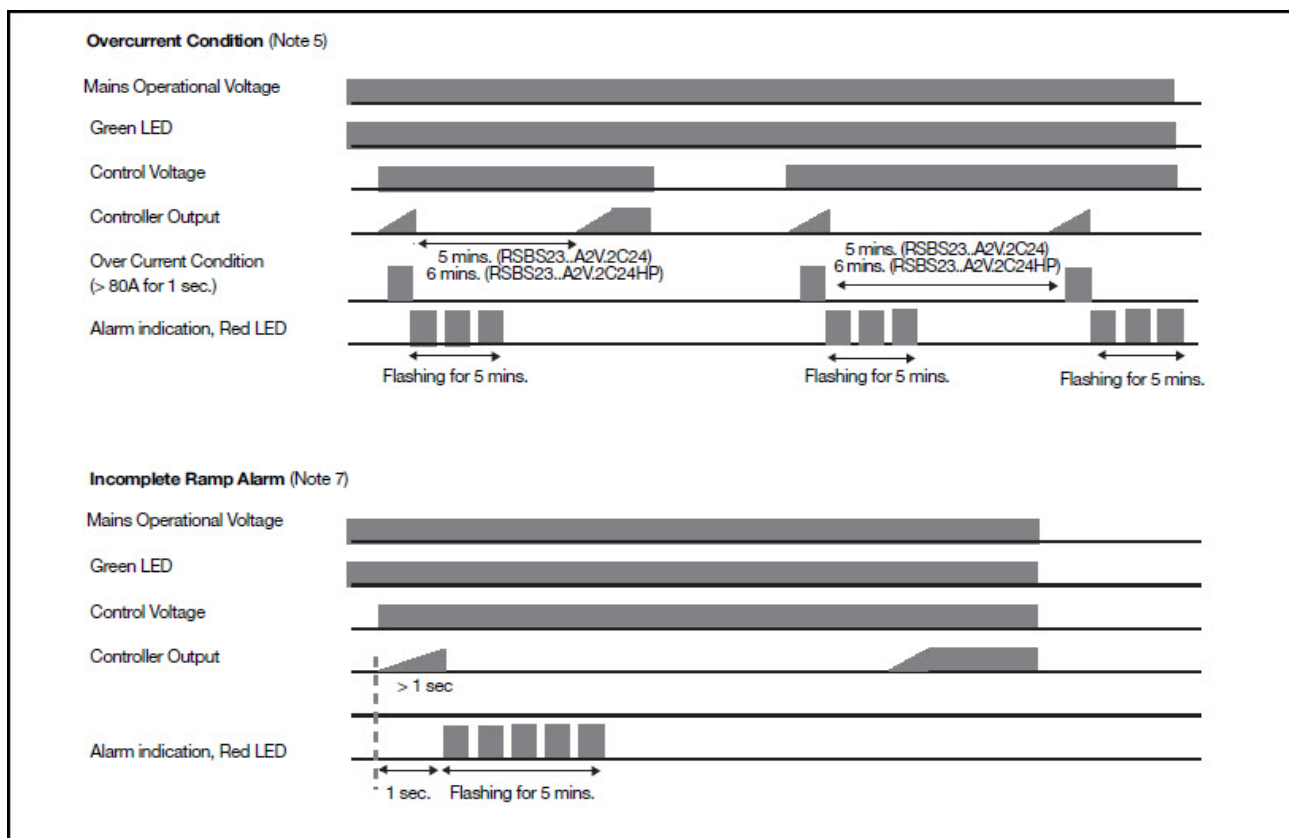 Overcurrent Condition (Note 5)
Mains Operational Voltage
Green LED
Control Voltage
Controller Output
5 mins. (RSBS23..A2V.2C24)
6 mins. (RSBS23..A2V.2C24HP)
5 mins. (RSBS23..A2V.2C24)
6 mins. (RSBS23..A2V.2C24HP)
Over Current Condition
(> 80A for 1 sec.)
Alarm indication, Red LED
Flashing for 5 mins.
Flashing for 5 mins.
Flashing for 5 mins.
Incomplete Ramp Alarm (Note 7)
Mains Operational Voltage
Green LED
Control Voltage
Controller Output
> 1 sec
Alarm indication, Red LED
1 sec.
Flashing for 5 mins.